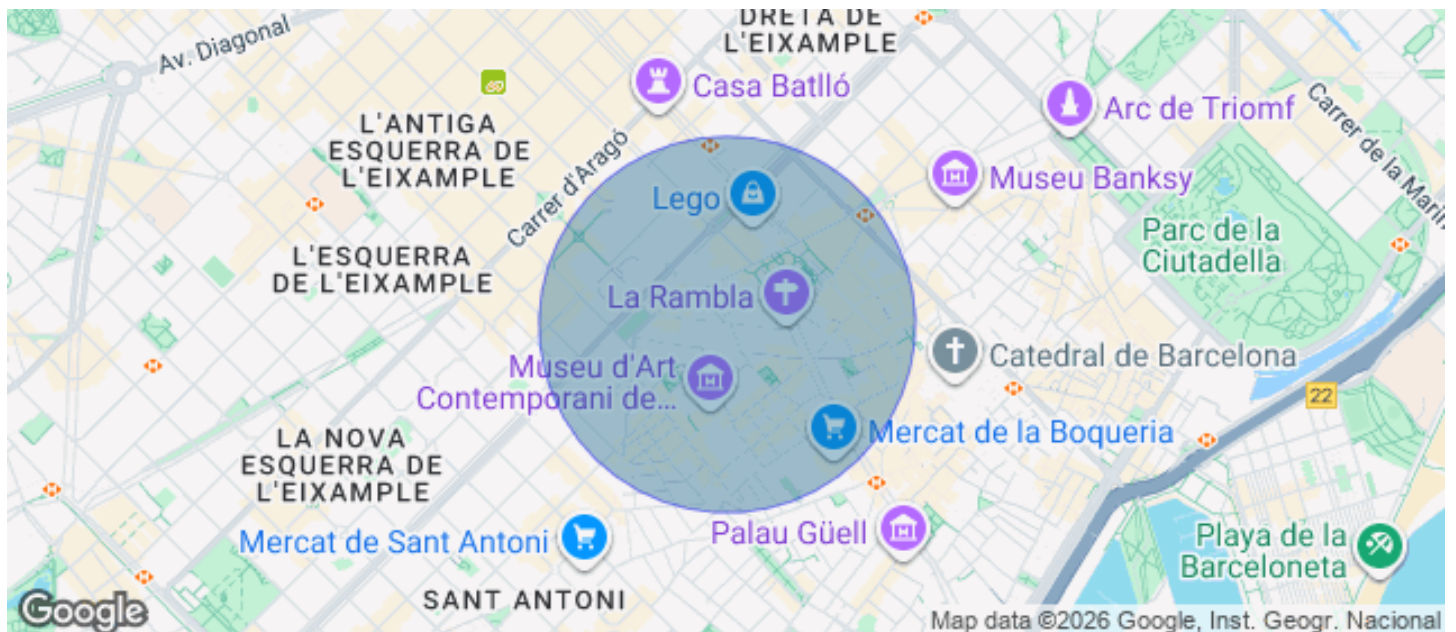 DRETA DE
L'EIXAMPLE
Av. Diagonal
Casa Batlló
Arc de Triomf
Carrer de la Marin
L'ANTIGA
ESQUERRA DE
L'EIXAMPLE
Carrer d'Aragó
Lego
Museu Banksy
Parc de la
Ciutadella
L'ESQUERRA
DE L'EIXAMPLE
La Rambla
Catedral de Barcelona
Museu d'Art
Contemporani de...
22
Mercat de la Boqueria
LA NOVA
ESQUERRA DE
L'EIXAMPLE
Mercat de Sant Antoni
Palau Güell
Playa de la
Barceloneta
SANT ANTONI
Google
Map data ©2026 Google, Inst. Geogr. Nacional